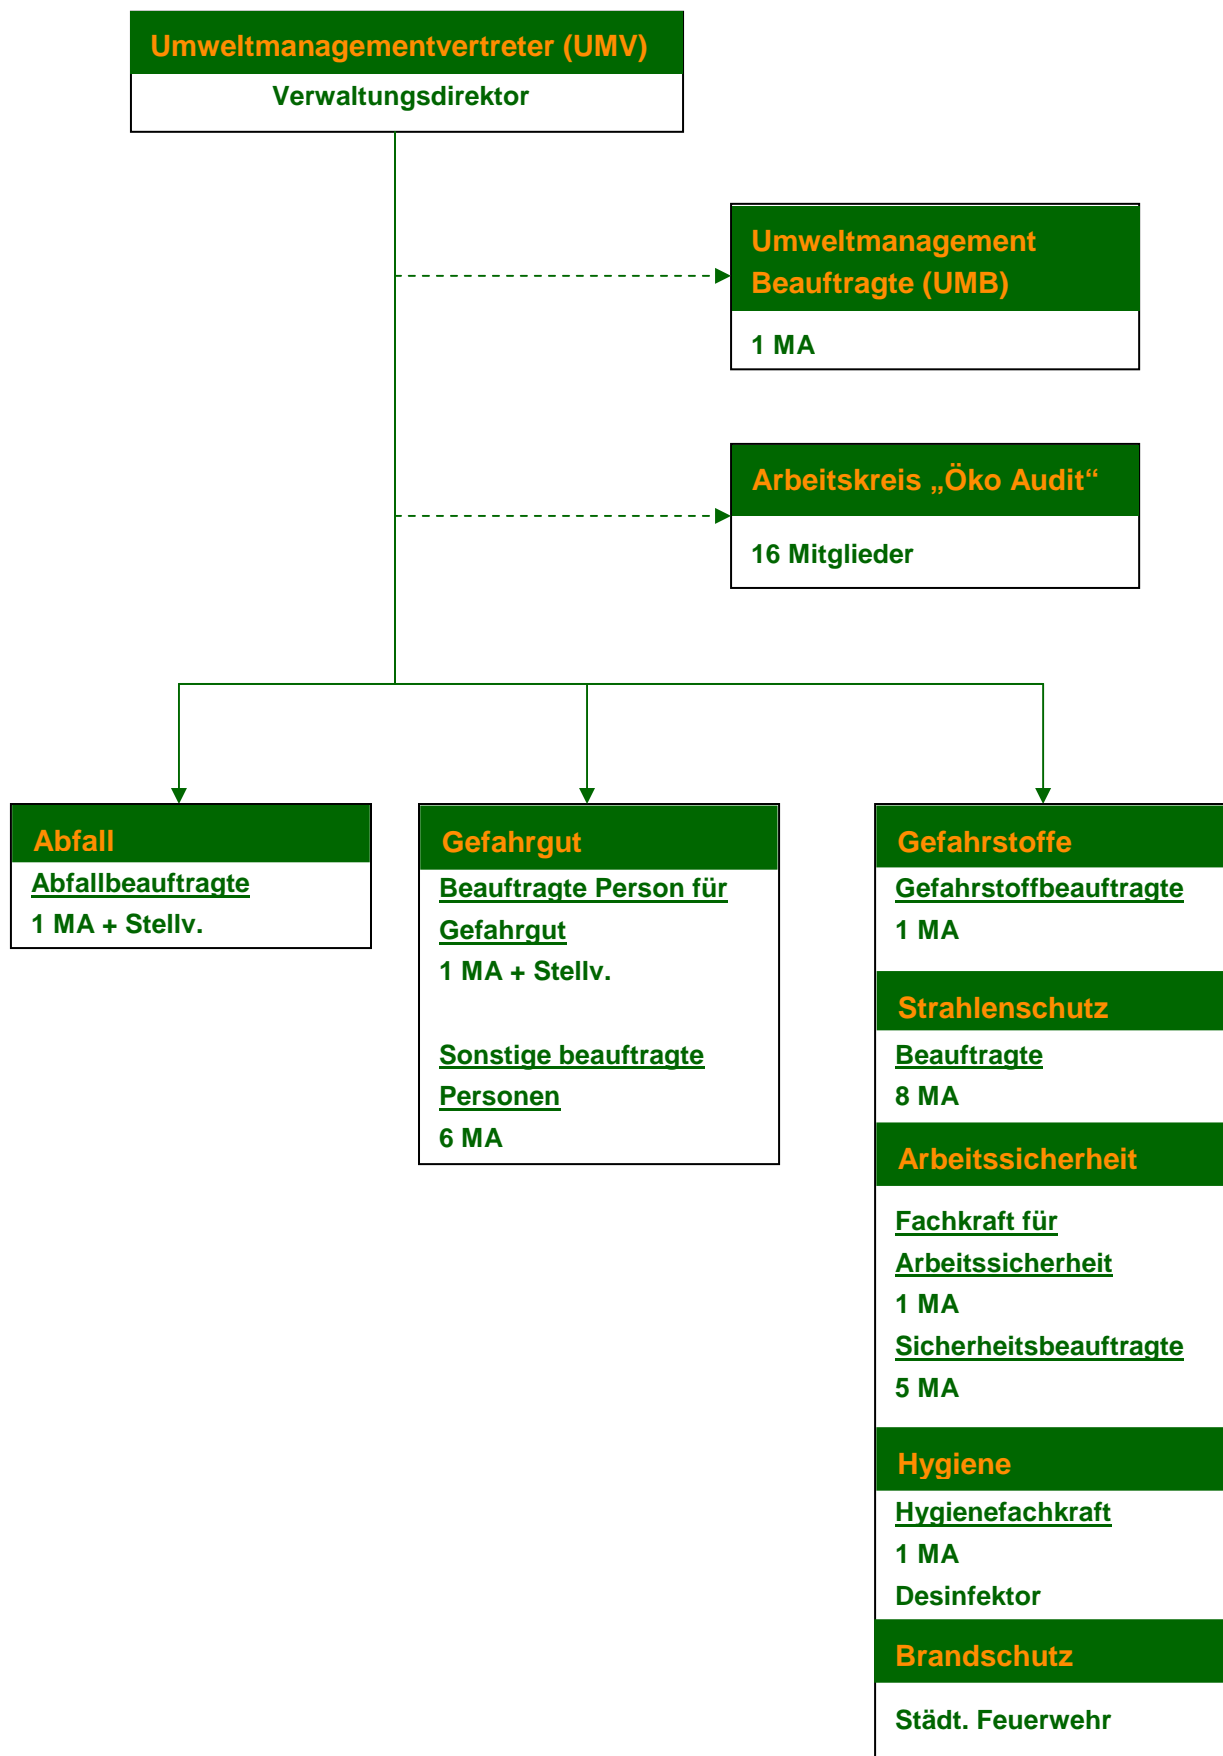 Umweltmanagementvertreter (UMV)
Verwaltungsdirektor
Umweltmanagement
Beauftragte (UMB)
1 MA
Arbeitskreis „Öko Audit“
16 Mitglieder
Abfall
Abfallbeauftragte
1 MA + Stellv.
Gefahrgut
Beauftragte Person für
Gefahrgut
1 MA + Stellv.
Sonstige beauftragte
Personen
6 MA
Gefahrstoffe
Gefahrstoffbeauftragte
1 MA
Strahlenschutz
Beauftragte
8 MA
Arbeitssicherheit
Fachkraft für
Arbeitssicherheit
1 MA
Sicherheitsbeauftragte
5 MA
Hygiene
Hygienefachkraft
1 MA
Desinfektor
Brandschutz
Städt. Feuerwehr